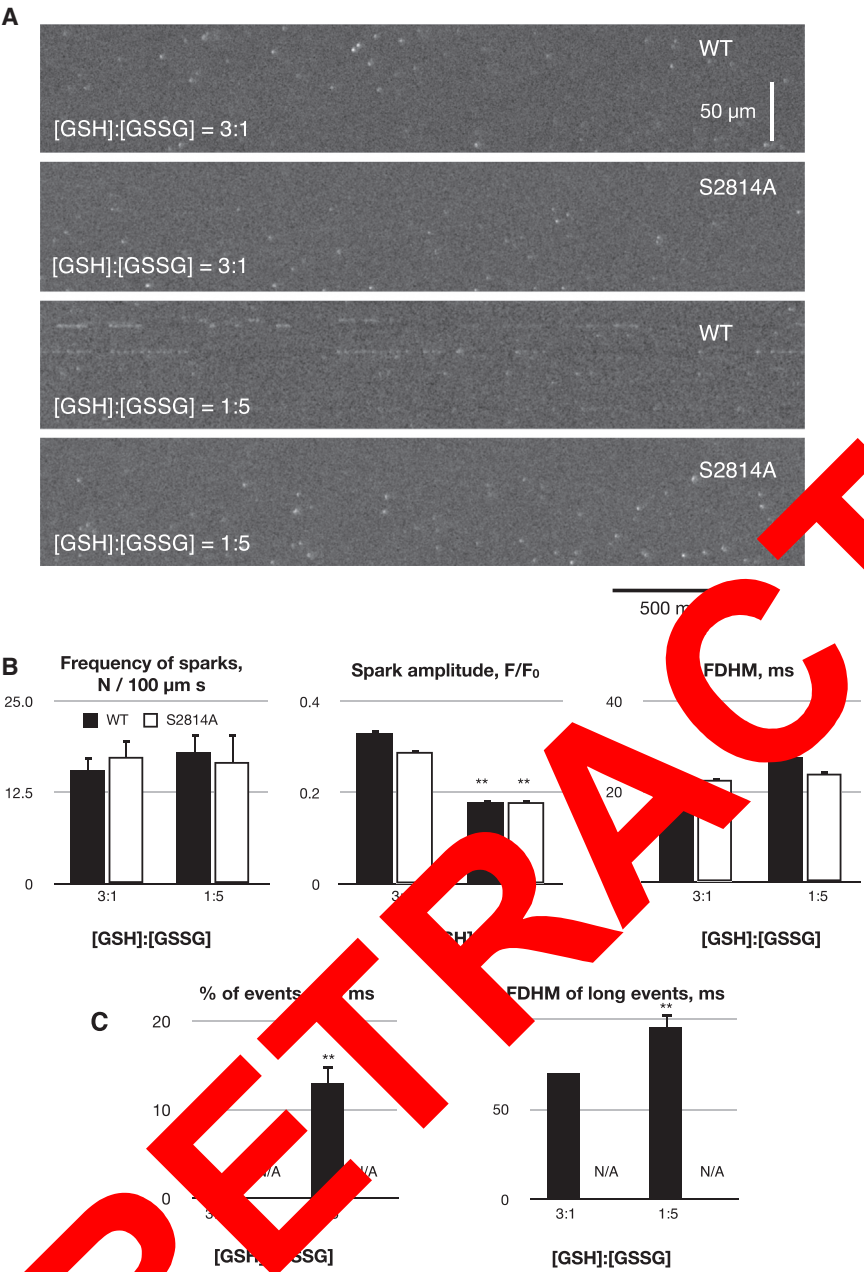 A
WT
50 µm
[GSH]:[GSSG] = 3:1
S2814A
[GSH]:[GSSG] = 3:1
WT
[GSH]:[GSSG] = 1:5
S2814A
[GSH]:[GSSG] = 1:5
500
RETRACT
B
Frequency of sparks,
N / 100 µm s
25.0
WT
S2814A
12.5
0
3:1
1:5
[GSH]:[GSSG]
Spark amplitude, F/F₀
0.4
**
**
0.2
0
FDHM, ms
40
20
3:1
1:5
[GSH]:[GSSG]
C
% of events ms
20
**
10
0
FDHM of long events, ms
**
50
N/A
N/A
0
3:1
1:5
[GSH]:[GSSG]